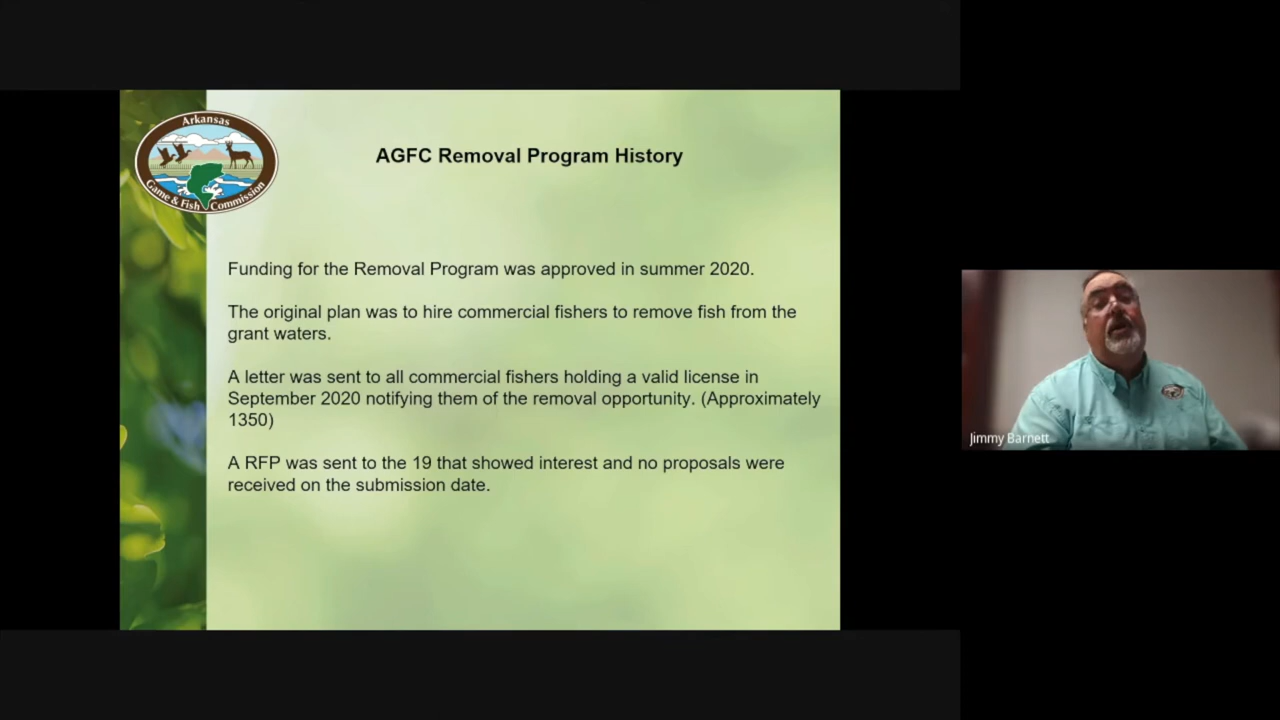 Arkansas
Game & Fish Commission
AGFC Removal Program History
Funding for the Removal Program was approved in summer 2020.
The original plan was to hire commercial fishers to remove fish from the
grant waters.
A letter was sent to all commercial fishers holding a valid license in
September 2020 notifying them of the removal opportunity. (Approximately
1350)
A RFP was sent to the 19 that showed interest and no proposals were
received on the submission date.
Jimmy Barnett